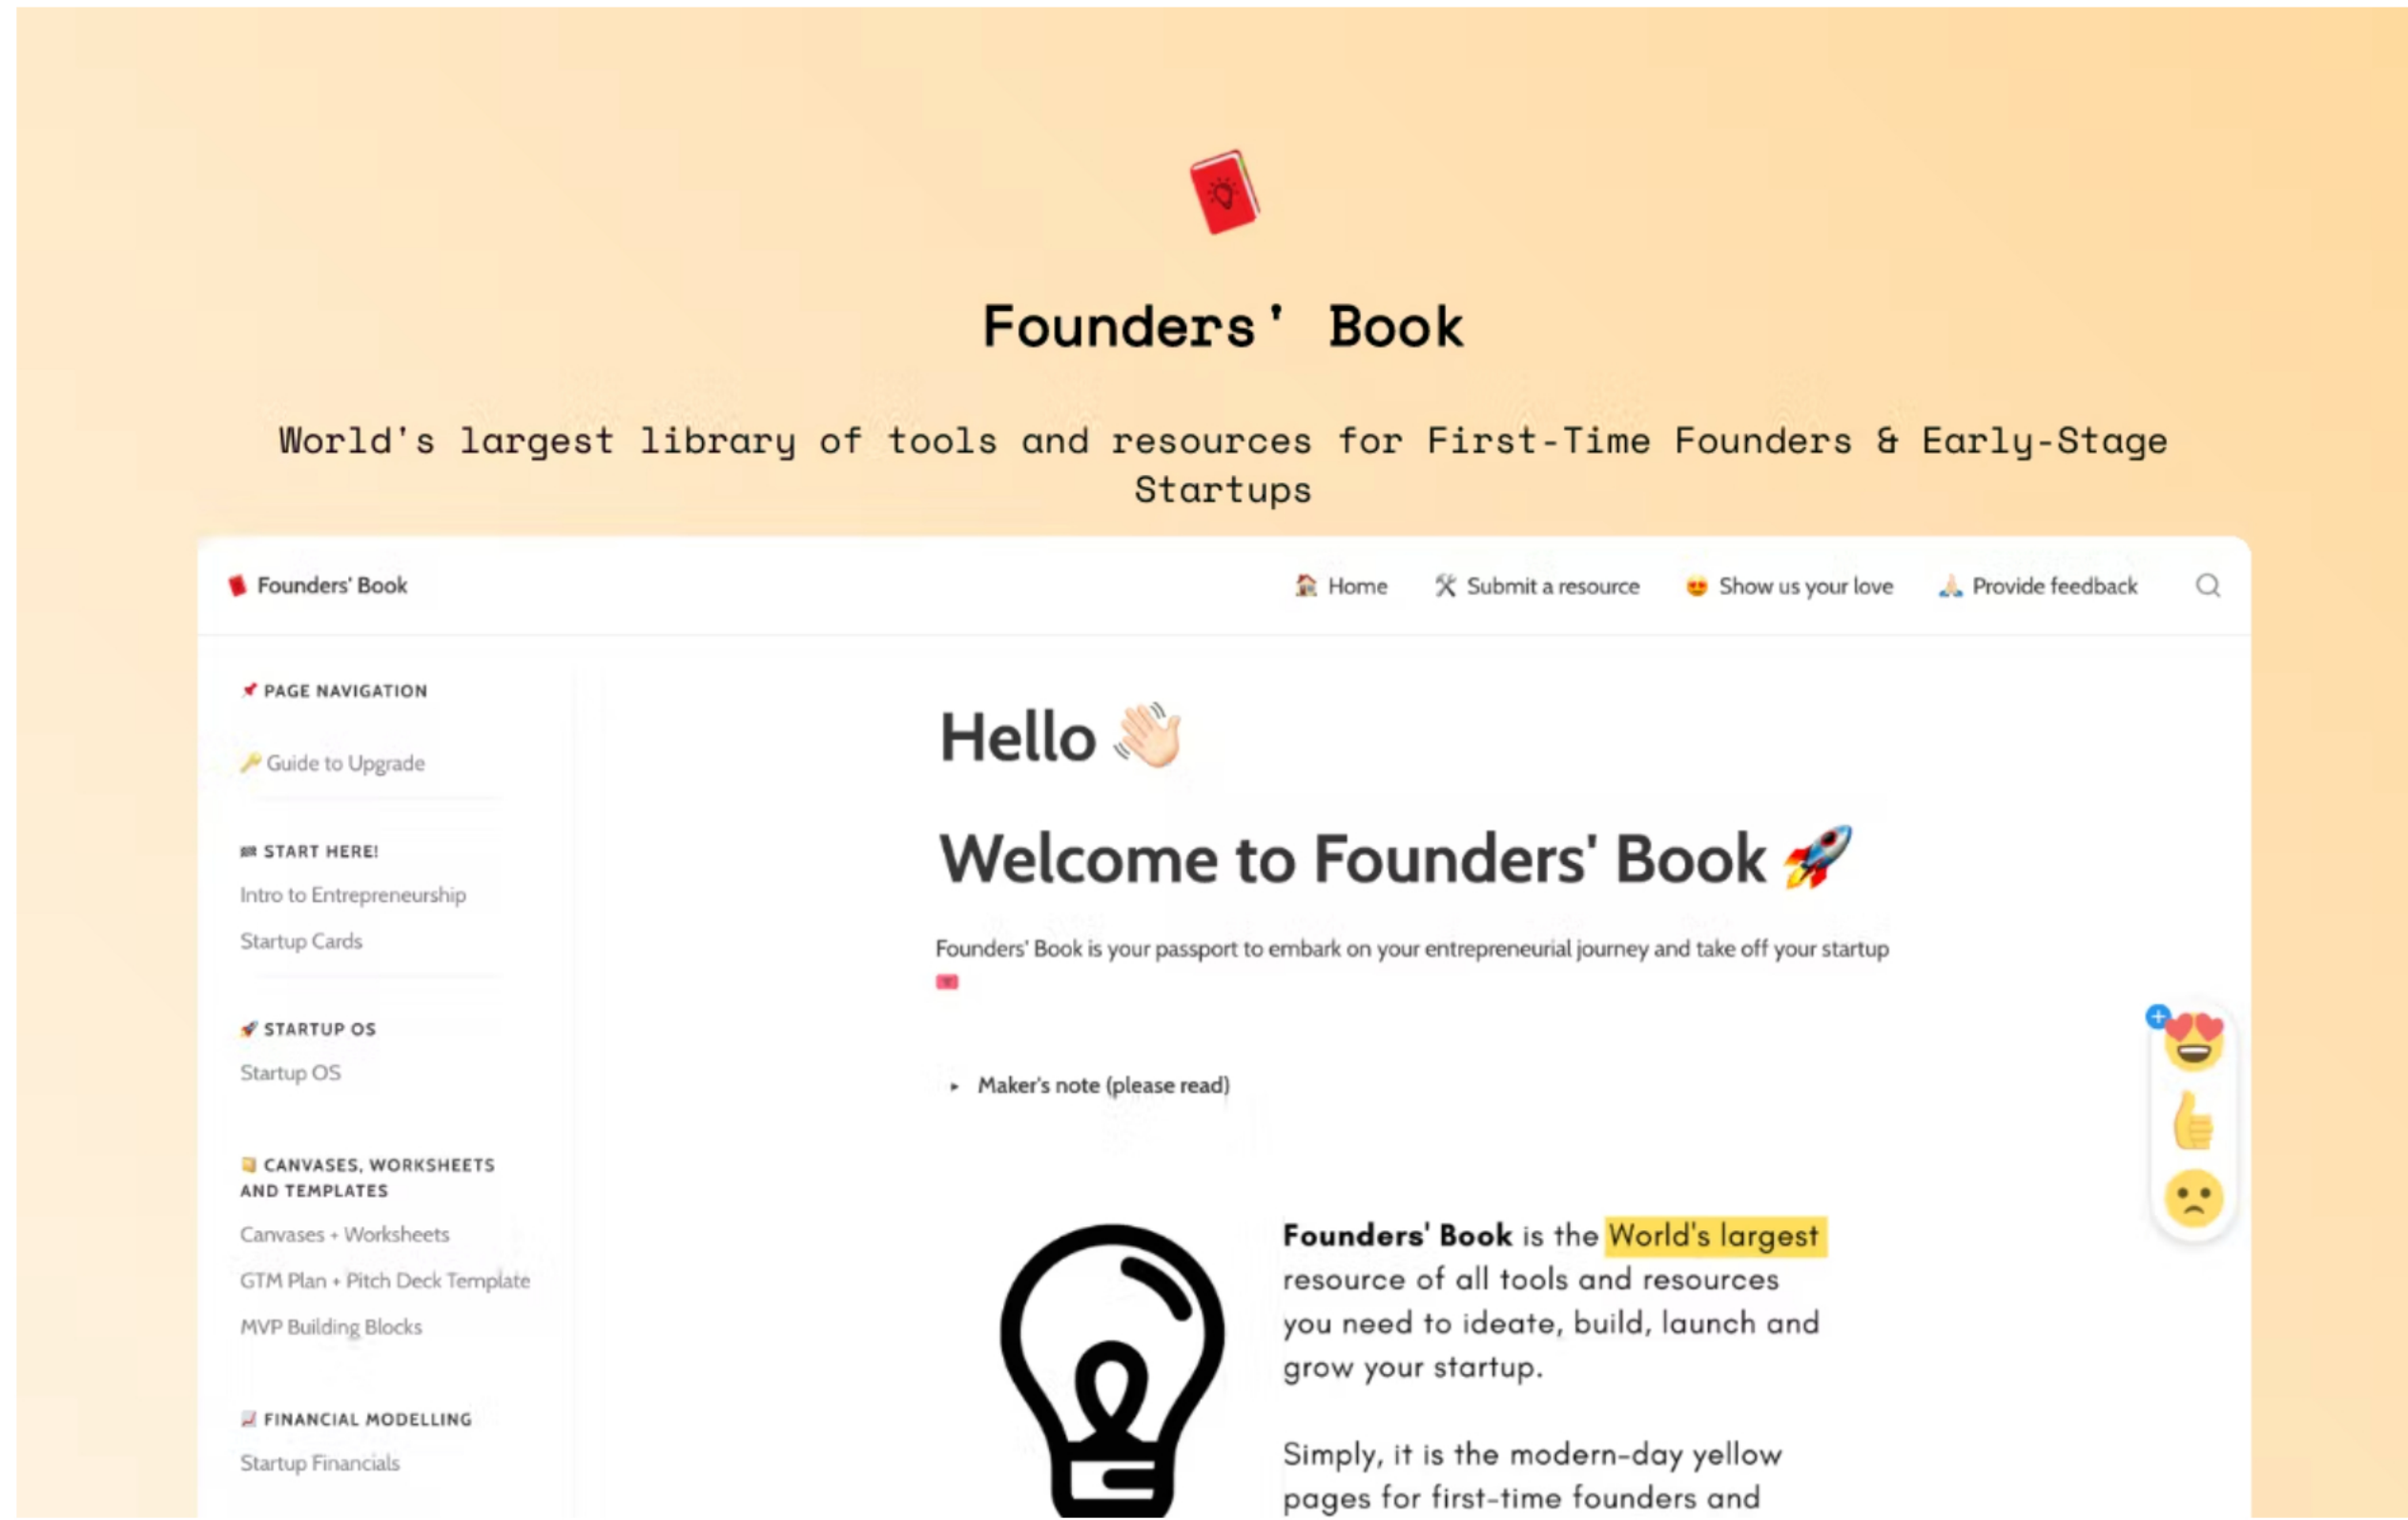 Founders' Book
World's largest library of tools and resources for First-Time Founders & Early-Stage
Startups
Founders' Book
Home
Submit a resource
Show us your love
Provide feedback
PAGE NAVIGATION
Guide to Upgrade
START HERE!
Intro to Entrepreneurship
Startup Cards
STARTUP OS
Startup OS
CANVASES, WORKSHEETS
AND TEMPLATES
Canvases + Worksheets
GTM Plan + Pitch Deck Template
MVP Building Blocks
FINANCIAL MODELLING
Startup Financials
Hello
Welcome to Founders' Book
Founders' Book is your passport to embark on your entrepreneurial journey and take off your startup
Maker's note (please read)
Founders' Book is the World's largest
resource of all tools and resources
you need to ideate, build, launch and
grow your startup.
Simply, it is the modern-day yellow
pages for first-time founders and